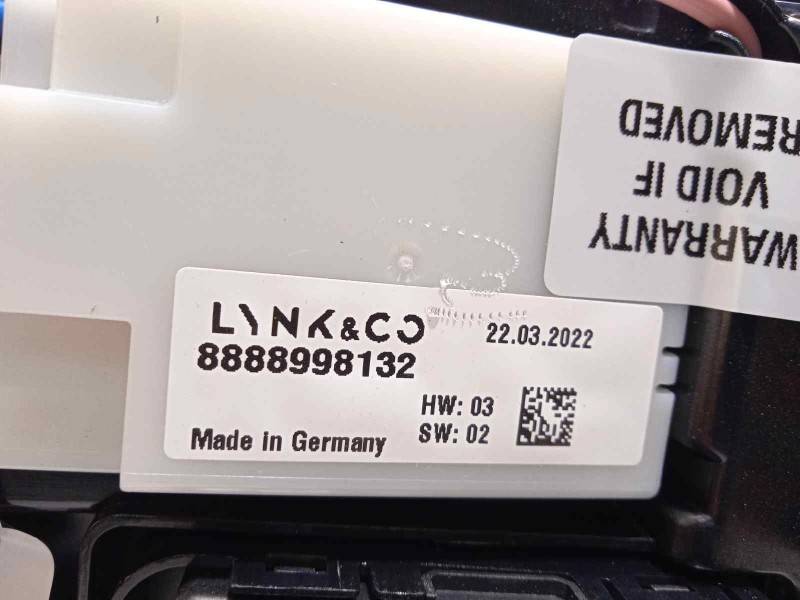 WARRANTY
VOID IF
REMOVED
LYNK&CO
22.03.2022
8888998132
HW: 03
SW: 02
Made in Germany